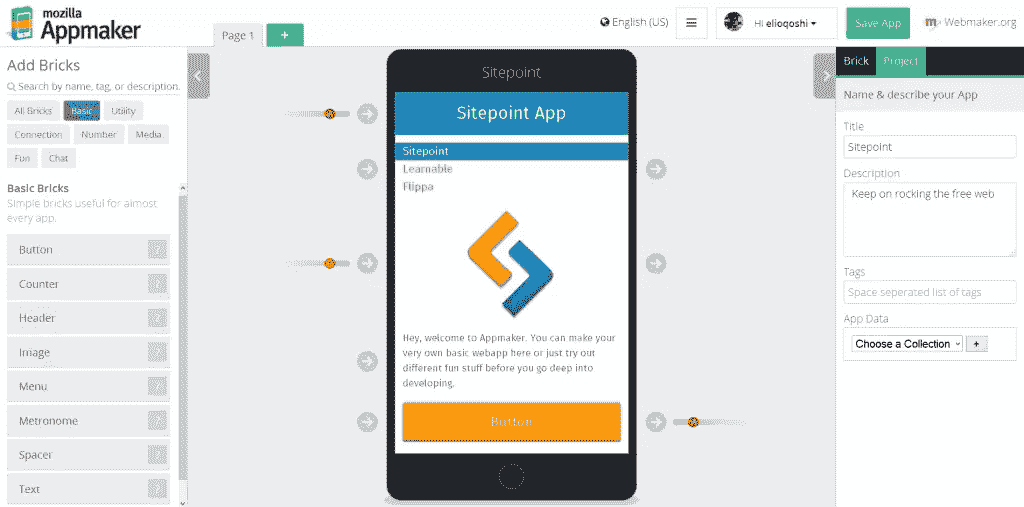 mozilla
Appmaker
Page 1
+
English (US)
Hi elioqoshi
Save App
Webmaker.org
Add Bricks
Search by name, tag, or description.
All Bricks
Basic
Utility
Connection
Number
Media
Fun
Chat
Basic Bricks
Simple bricks useful for almost
every app.
Button
?
Counter
?
Header
?
Image
?
Menu
?
Metronome
?
Spacer
?
Text
?
Sitepoint
Sitepoint App
Sitepoint
Learnable
Flippa
Hey, welcome to Appmaker. You can make your
very own basic webapp here or just try out
different fun stuff before you go deep into
developing.
Button
Brick
Project
Name & describe your App
Title
Sitepoint
Description
Keep on rocking the free web
Tags
Space seperated list of tags
App Data
Choose a Collection
+